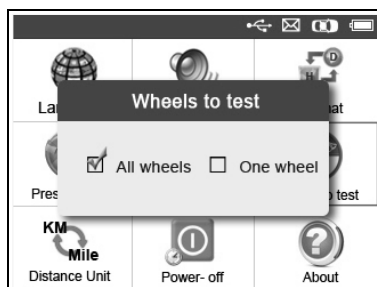 D
H
La
at
Wheels to test
All wheels One wheel
Pres
test
KM
Mile
Distance Unit Power- off About